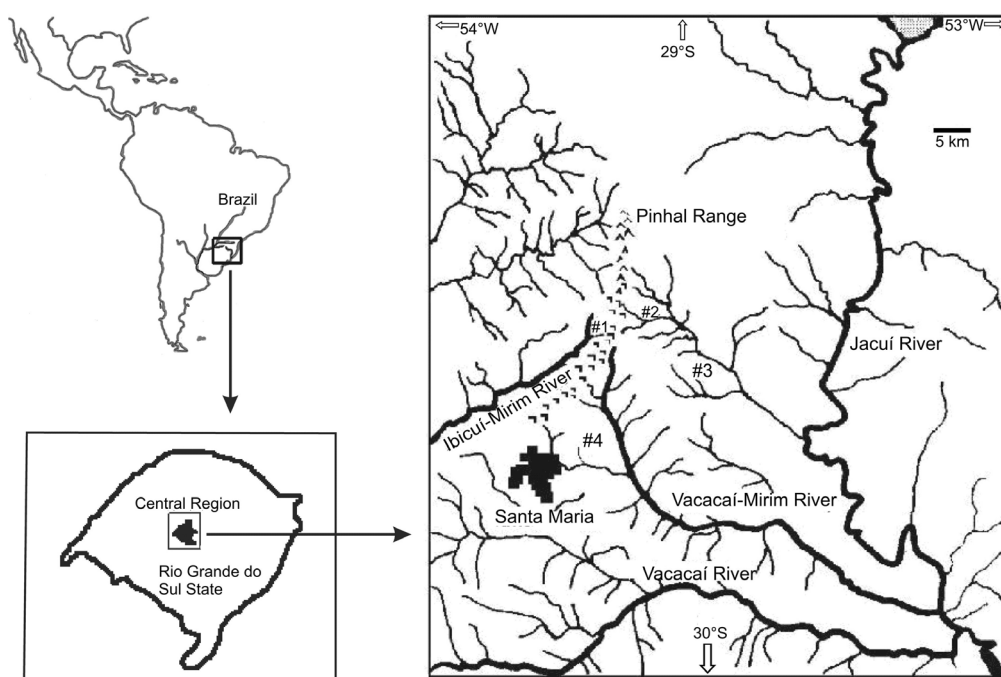 Brazil
Central Region
Rio Grande do
Sul State
54°W
29°S
53°W
5 km
Pinhal Range
#1
#2
Jacuí River
#3
Ibicuí-Mirim River
#4
Santa Maria
Vacacaí-Mirim River
Vacacaí River
30°S